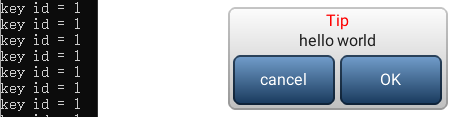 key id = 1
key id = 1
key id = 1
key id = 1
key id = 1
key id = 1
key id = 1
Tip
hello world
cancel
OK